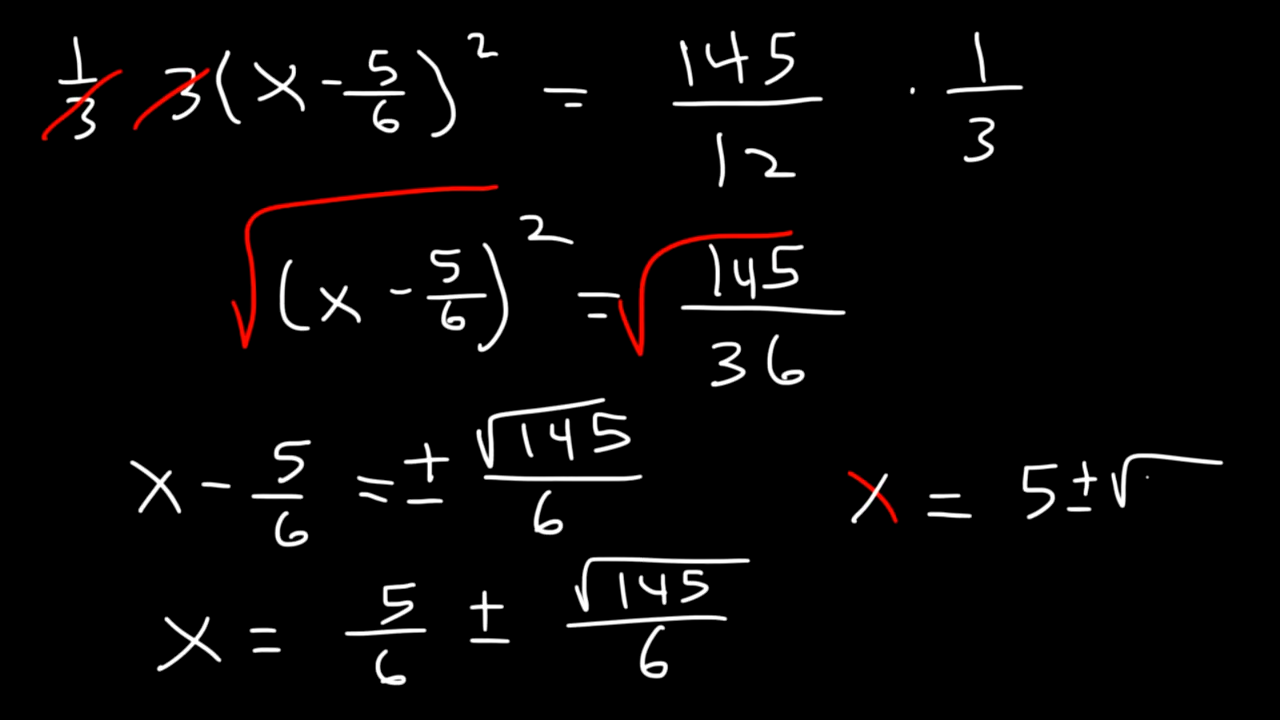 1/3 3(x - 5/6)² = 145/12 · 1/3
√(x - 5/6)² = √145/36
x - 5/6 = ± √145/6
x = 5 ± √
x = 5/6 ± √145/6